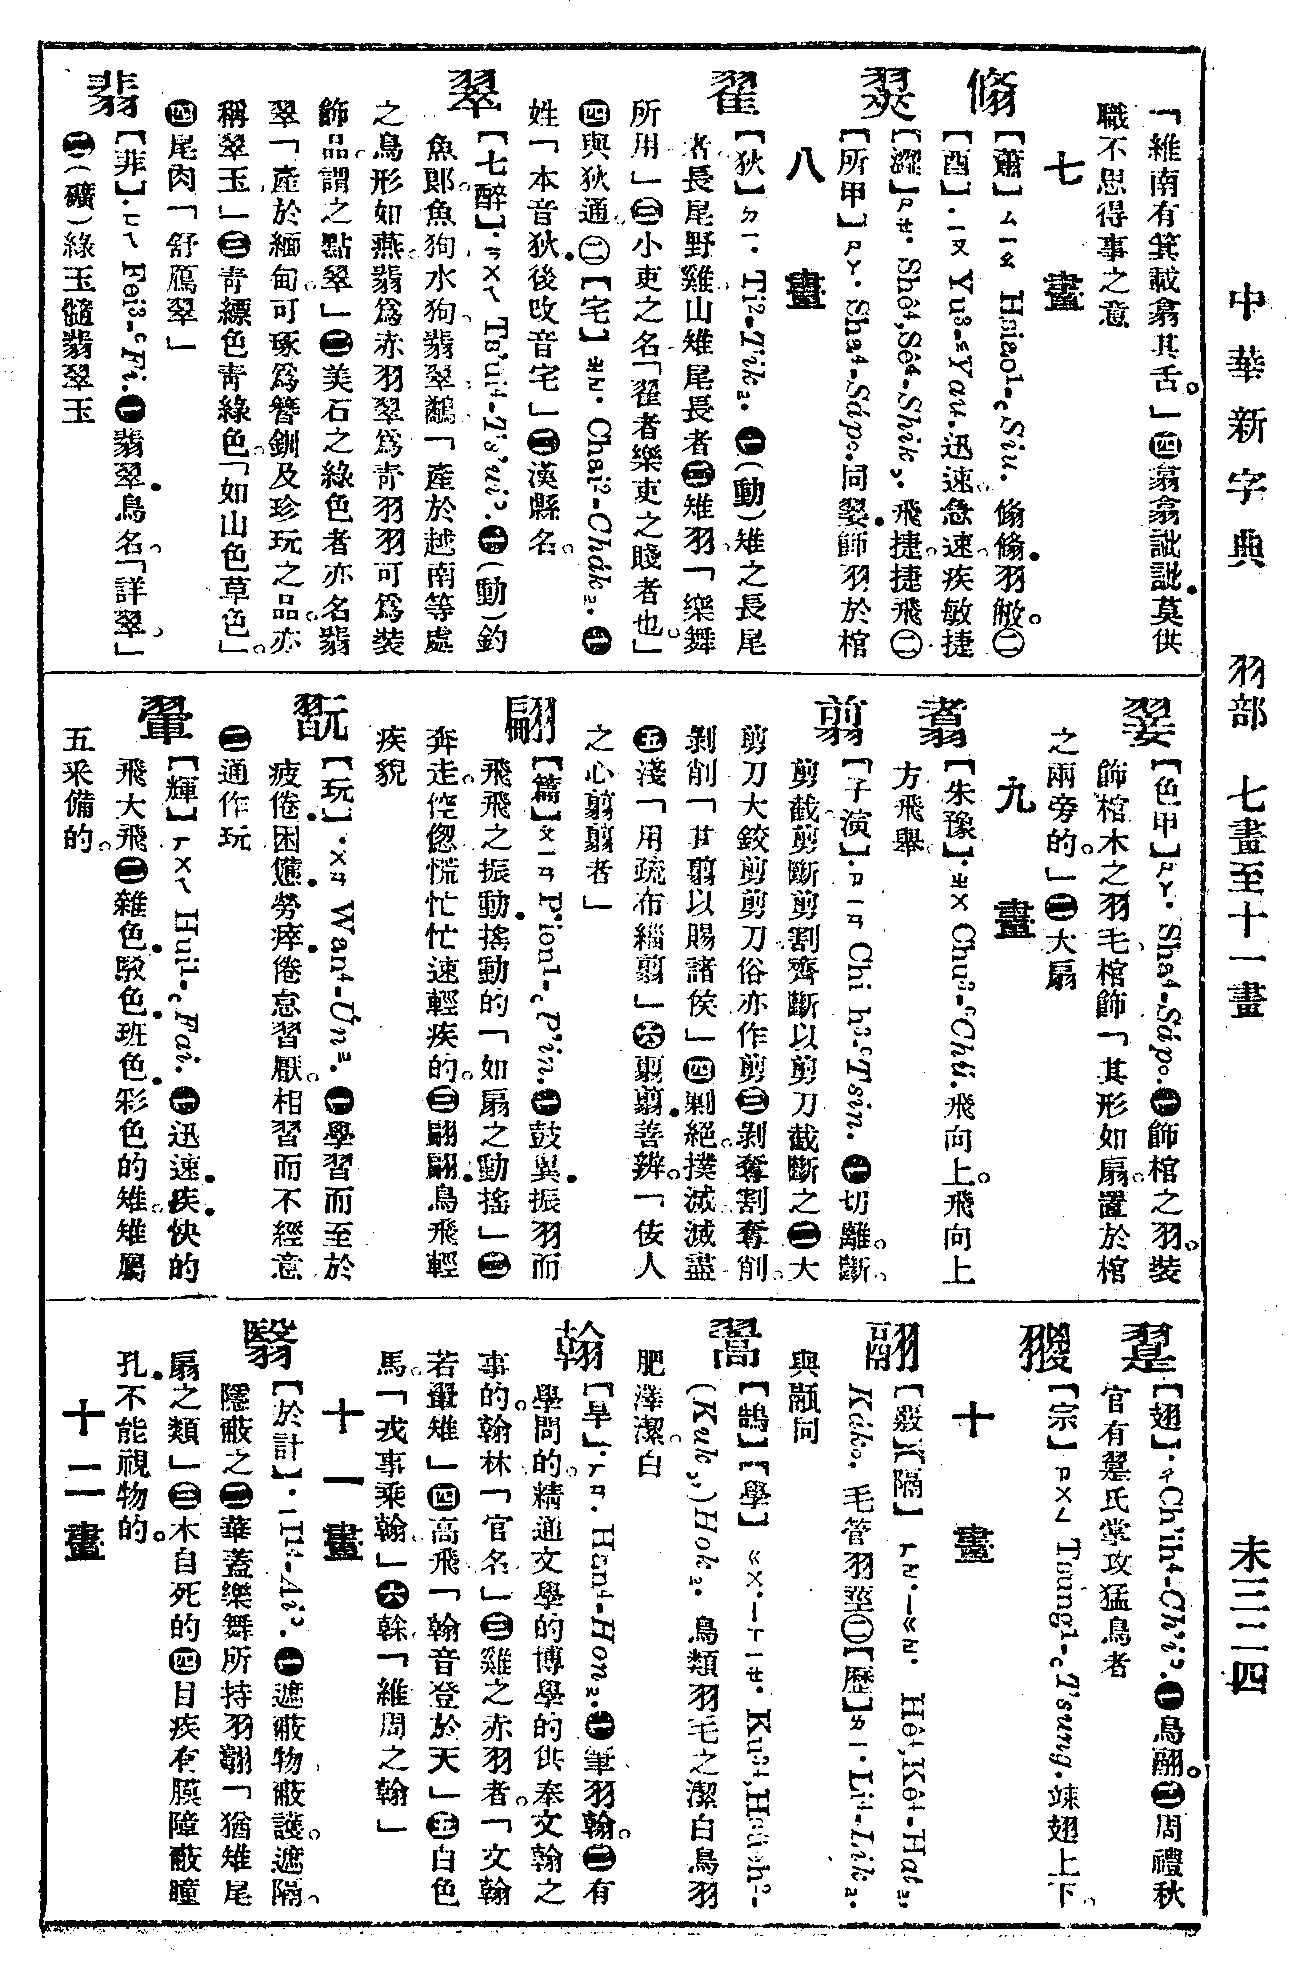 中華新字典　羽部　七畫至十一畫　未三二四
「維南有箕載翕其舌。」㊃翕翕訿訿莫供
職不思得事之意
七畫
翛【蕭】ㄙㄧㄠ Hsiao¹-Siu. 翛翛羽敝。㊁
【酉】·ㄧㄡ Yu³-Yau. 迅速急速疾敏捷
翜【澀】ㄕㄝ· Shê⁴,Sê⁴-Shik, 飛捷捷飛㊁
【所甲】ㄕㄚ· Sha⁴-Sáp. 同翣飾羽於棺
八畫
翟【狄】ㄉㄧ· Ti²-Tik₂. ㊀(動)雉之長尾
者長尾野雞山雉尾長者㊁雉羽「樂舞
所用」㊂小吏之名「翟者樂吏之賤者也」
㊃與狄通㊁【宅】ㄓㄞ· Chai²-Chák₂. ㊀
姓「本音狄後改音宅」㊁漢縣名。
翠【七醉】·ㄘㄨㄟ Ts'ui⁴-Ts'ui. ㊀(動)釣
魚郎魚狗水狗翡翠鷸「產於越南等處
之鳥形如燕翡爲赤羽翠爲青羽羽可爲裝
飾品謂之點翠」㊁美石之綠色者亦名翡
翠「產於緬甸可琢爲簪釧及珍玩之品亦
稱翠玉」㊂青縹色青綠色「如山色草色」
㊃尾肉「舒鴈翠」
翡【菲】·ㄈㄟ Fei³-Fi. ㊀翡翠鳥名「詳翠」
㊁(礦)綠玉髓翡翠玉
翣【色甲】ㄕㄚ· Sha⁴-Sáp. ㊀飾棺之羽裝
飾棺木之羽毛棺飾「其形如扇置於棺
之兩旁的」㊁大扇
翥【朱豫】·ㄓㄨ Chu³-Chü. 飛向上。飛向上
方飛舉
九畫
翦【子演】·ㄗㄧㄢ Chi h³-Tsin. ㊀切離。斷
剪截剪斷剪割齊斷以剪刀截斷之㊁大
剪刀大鉸剪剪刀俗亦作剪㊂剝奪割奪削
剝削「其翦以賜諸侯」㊃剿絕撲滅滅盡
㊄淺「用疏布緇翦」㊅翦翦善辨。「佞人
之心翦翦者」
翩【篇】ㄆㄧㄢ P'ien¹-P'in. ㊀鼓翼振羽而
飛飛之振動搖動的「如扇之動搖」㊁
奔走倥偬慌忙忙速輕疾的㊂翩翩鳥飛輕
疾貌
翫【玩】·ㄨㄢ Wan⁴-Ún². ㊀學習而至於
疲倦困憊勞瘁倦怠習厭相習而不經意
㊁通作玩
翬【輝】ㄏㄨㄟ Hui¹-Fai. ㊀迅速疾快的
飛大飛㊁雜色駁色班色彩色的雉雉屬
五釆備的。
翨【翅】·ㄔ Ch'ih⁴-Ch'i. ㊀鳥翮。㊁周禮秋
官有翨氏掌攻猛鳥者
翪【宗】ㄗㄨㄥ Tsung¹-Tsung. 竦翅上下。
十畫
翮【覈】【隔】ㄏㄜ·—ㄍㄜ· Hê⁴,Kê⁴-Hat₂,
Kák. 毛管羽莖㊁【歷】ㄌㄧ· Li⁴-Lik₂.
與䰛同
翯【鵠】【學】ㄍㄨ·—ㄒㄧㄝ· Ku²⁴,Hsüeh²-
(Kuk,)Hok₂. 鳥類羽毛之潔白鳥羽
肥澤潔白
翰【旱】·ㄏㄢ. Han⁴-Hon₂. ㊀筆羽翰。㊁有
學問的精通文學的博學的供奉文翰之
事的翰林「官名」㊂雞之赤羽者。「文翰
若翬雉」㊃高飛「翰音登於天」㊄白色
馬「戎事乘翰」㊅榦「維周之翰」
十一畫
翳【於計】·ㄧ I⁴-Ai. ㊀遮蔽物蔽護遮隔
隱蔽之㊁華蓋樂舞所持羽翿「猶雉尾
扇之類」㊂木自死的㊃目疾有膜障蔽瞳
孔不能視物的
十二畫